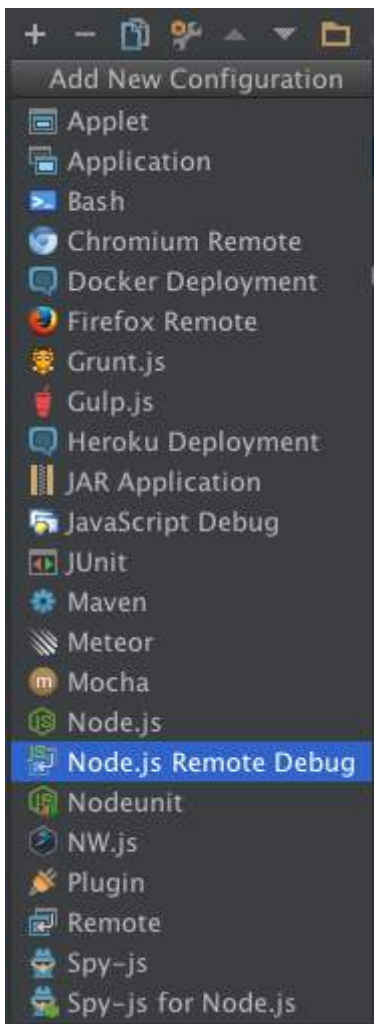 Add New Configuration
Applet
Application
Bash
Chromium Remote
Docker Deployment
Firefox Remote
Grunt.js
Gulp.js
Heroku Deployment
JAR Application
JavaScript Debug
JUnit
Maven
Meteor
Mocha
Node.js
Node.js Remote Debug
Nodeunit
NW.js
Plugin
Remote
Spy-js
Spy-js for Node.js